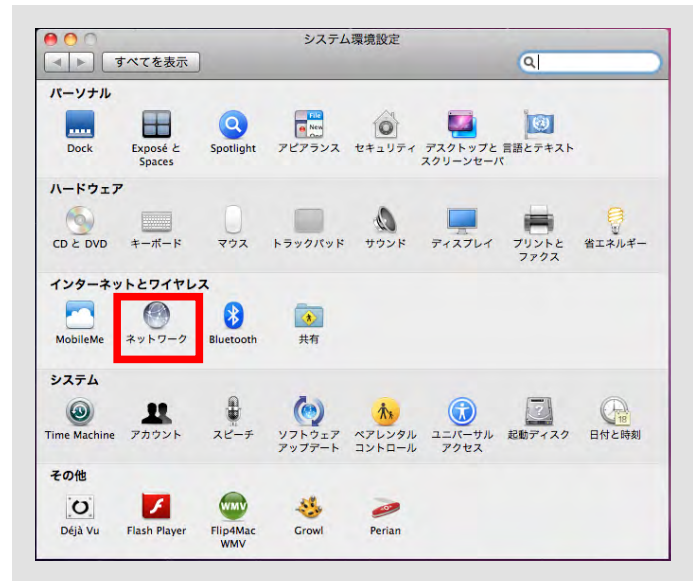 システム環境設定
すべてを表示
パーソナル
Dock
Exposé と
Spaces
Spotlight
アピアランス
セキュリティ
デスクトップと
スクリーンセーバ
言語とテキスト
ハードウェア
CD と DVD
キーボード
マウス
トラックパッド
サウンド
ディスプレイ
プリントと
ファクス
省エネルギー
インターネットとワイヤレス
MobileMe
ネットワーク
Bluetooth
共有
システム
Time Machine
アカウント
スピーチ
ソフトウェア
アップデート
ペアレンタル
コントロール
ユニバーサル
アクセス
起動ディスク
18
日付と時刻
その他
Déjà Vu
Flash Player
WMV
Flip4Mac
WMV
Growl
Perian